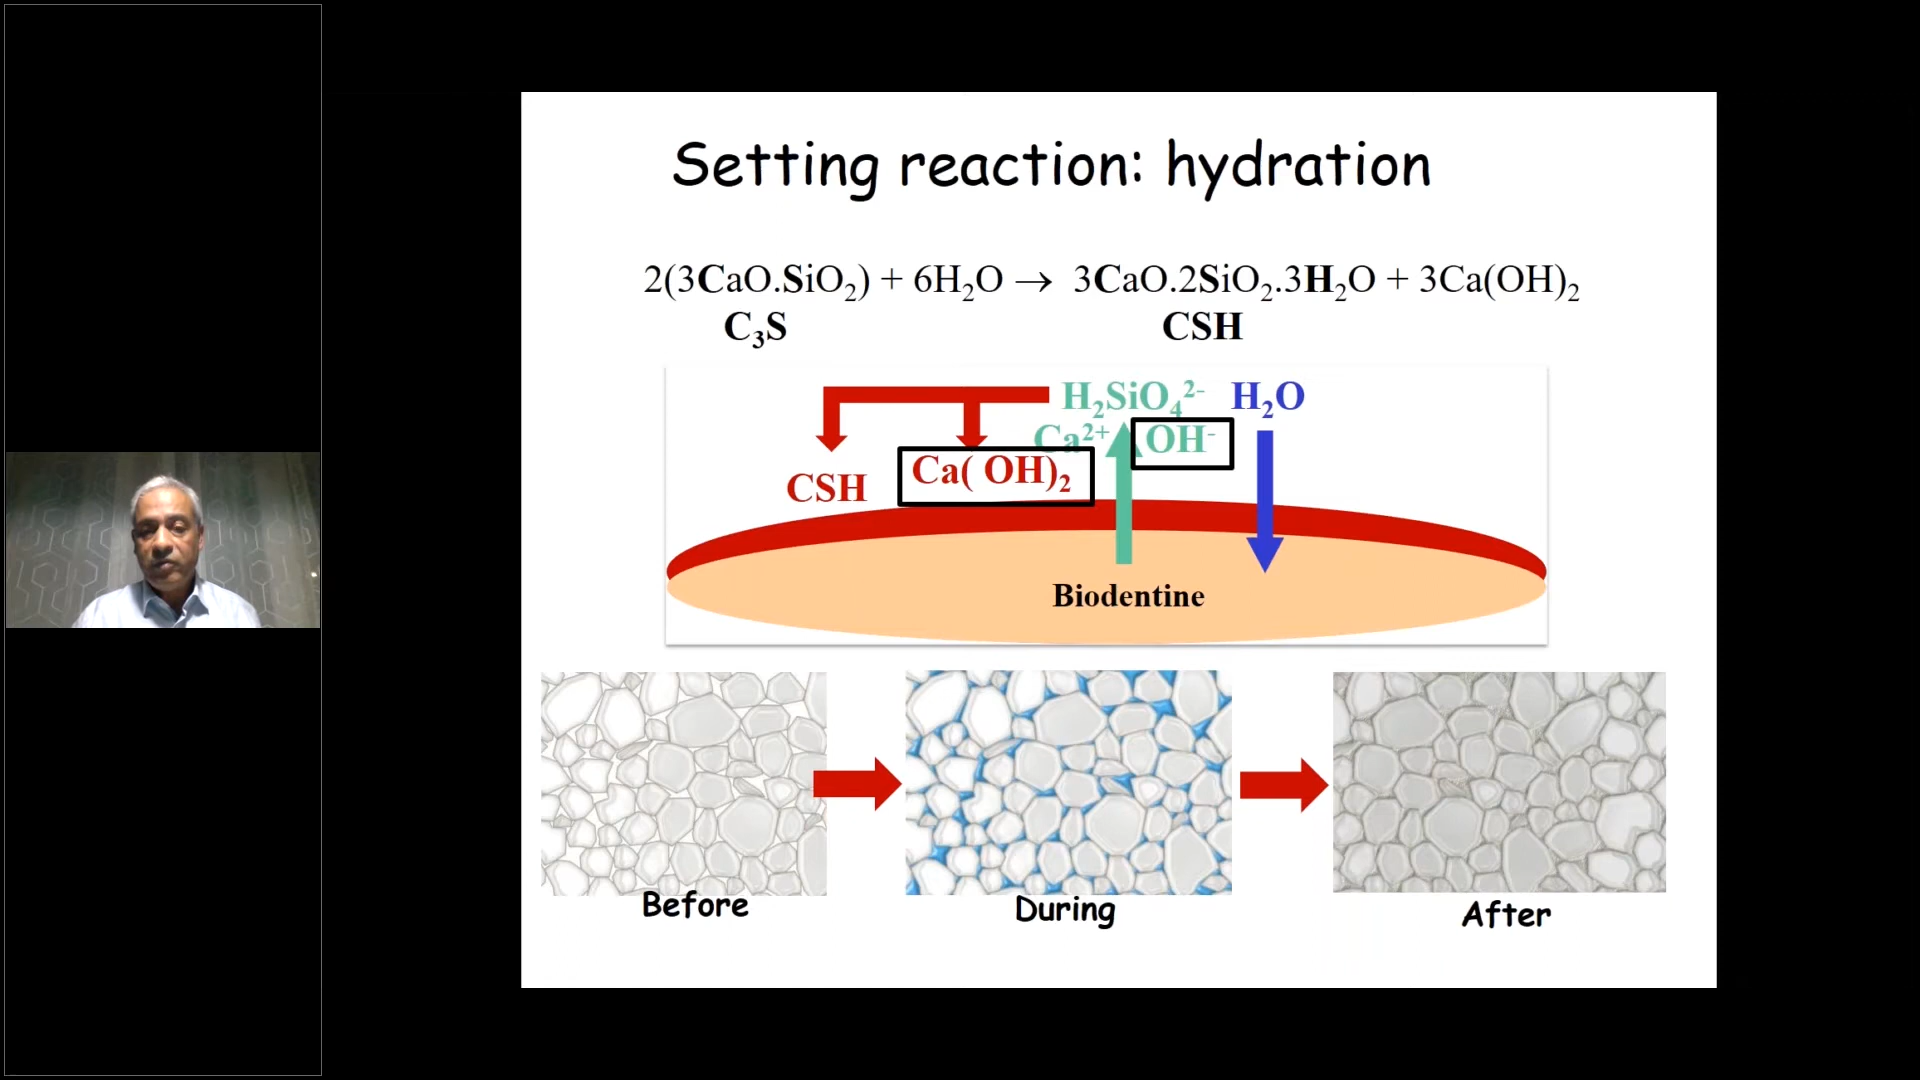 Setting reaction: hydration
2(3CaO.SiO₂) + 6H₂O → 3CaO.2SiO₂.3H₂O + 3Ca(OH)₂
C₃S CSH
H₂SiO₄²⁻ H₂O
Ca²⁺ OH⁻
CSH Ca( OH)₂
Biodentine
Before During After